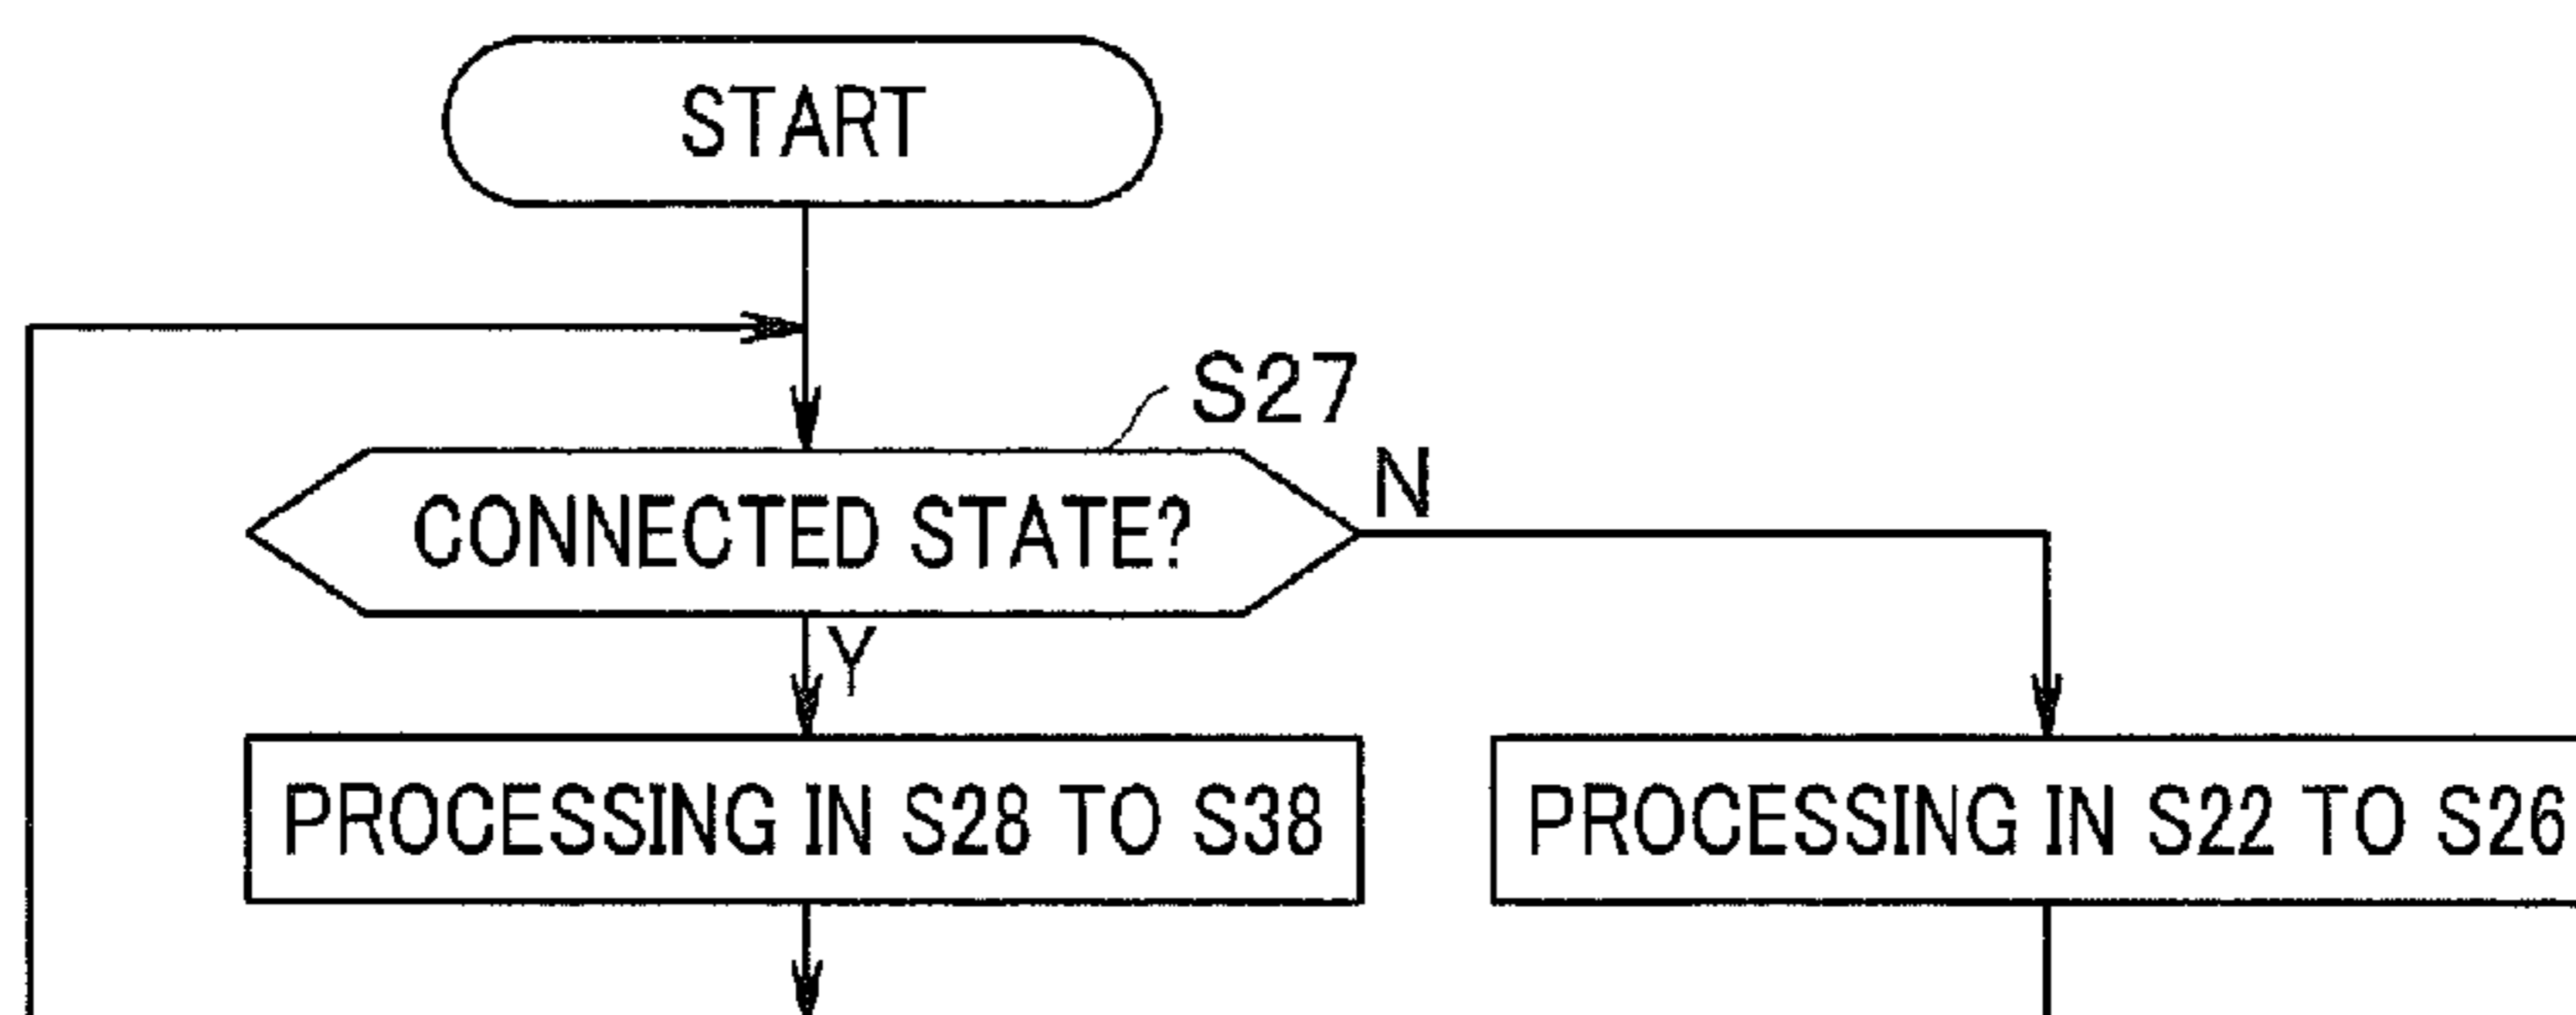 START
S27
CONNECTED STATE?
N
Y
PROCESSING IN S28 TO S38
PROCESSING IN S22 TO S26